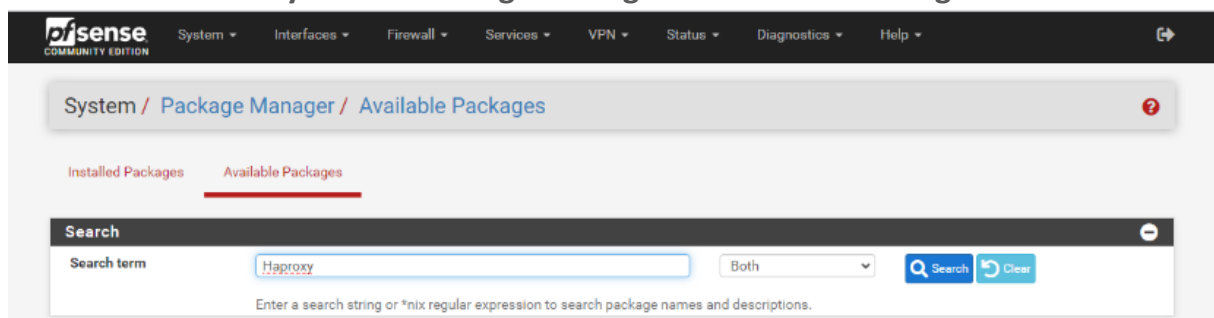 pfsense System Interfaces Firewall Services VPN Status Diagnostics Help
COMMUNITY EDITION
System / Package Manager / Available Packages
Installed Packages Available Packages
Search
Search term Haproxy Both Search Clear
Enter a search string or *nix regular expression to search package names and descriptions.